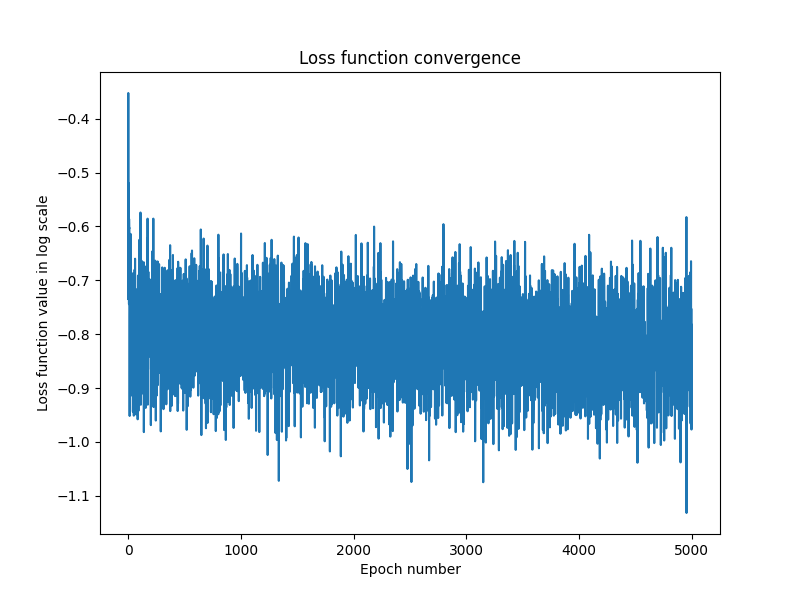 Loss function convergence
Loss function value in log scale
−0.4
−0.5
−0.6
−0.7
−0.8
−0.9
−1.0
−1.1
0 1000 2000 3000 4000 5000
Epoch number